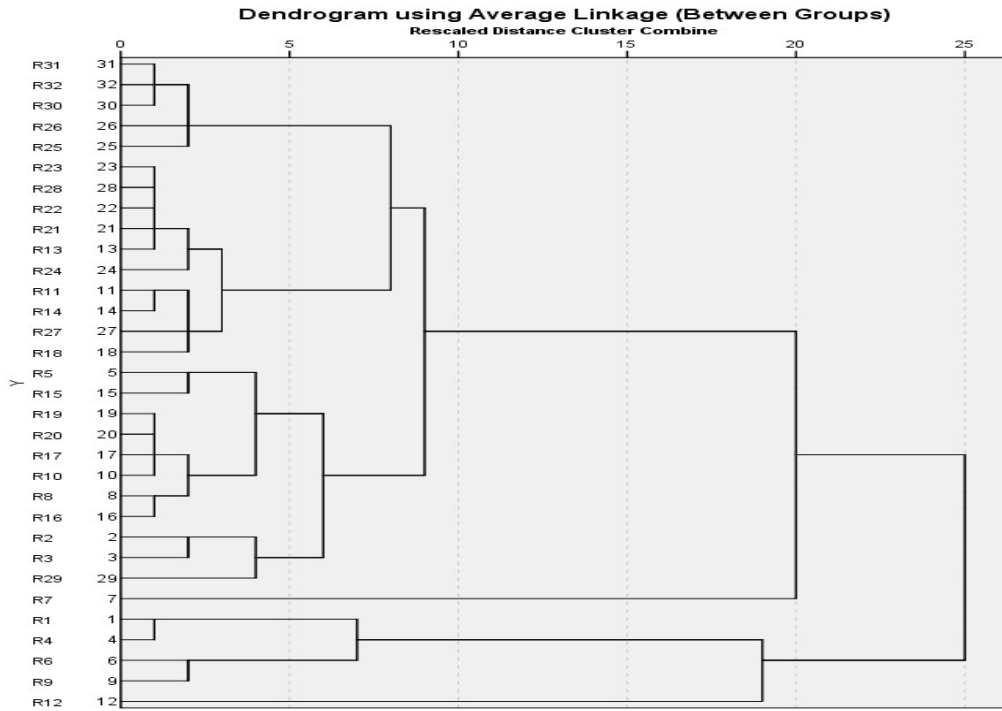 Dendrogram using Average Linkage (Between Groups)
Rescaled Distance Cluster Combine
0 5 10 15 20 25
R31 31
R32 32
R30 30
R26 26
R25 25
R23 23
R28 28
R22 22
R21 21
R13 13
R24 24
R11 11
R14 14
R27 27
R18 18
R5 5
R15 15
R19 19
R20 20
R17 17
R10 10
R8 8
R16 16
R2 2
R3 3
R29 29
R7 7
R1 1
R4 4
R6 6
R9 9
R12 12
Y